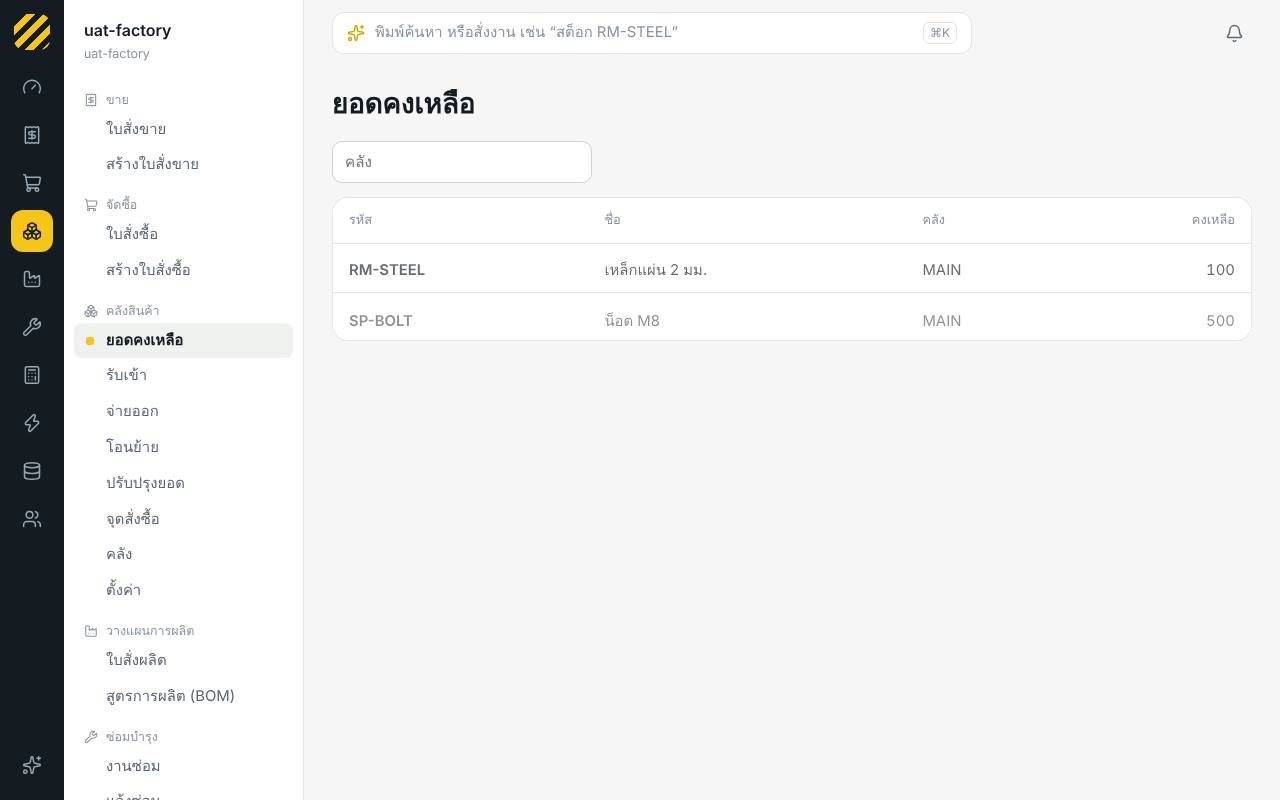 uat-factory
uat-factory
ขาย
ใบสั่งขาย
สร้างใบสั่งขาย
จัดซื้อ
ใบสั่งซื้อ
สร้างใบสั่งซื้อ
คลังสินค้า
ยอดคงเหลือ
รับเข้า
จ่ายออก
โอนย้าย
ปรับปรุงยอด
จุดสั่งซื้อ
คลัง
ตั้งค่า
วางแผนการผลิต
ใบสั่งผลิต
สูตรการผลิต (BOM)
ซ่อมบำรุง
งานซ่อม
แจ้งซ่อม
พิมพ์ค้นหา หรือสั่งงาน เช่น “สต็อก RM-STEEL” ⌘K
ยอดคงเหลือ
คลัง
รหัส ชื่อ คลัง คงเหลือ
RM-STEEL เหล็กแผ่น 2 มม. MAIN 100
SP-BOLT น็อต M8 MAIN 500